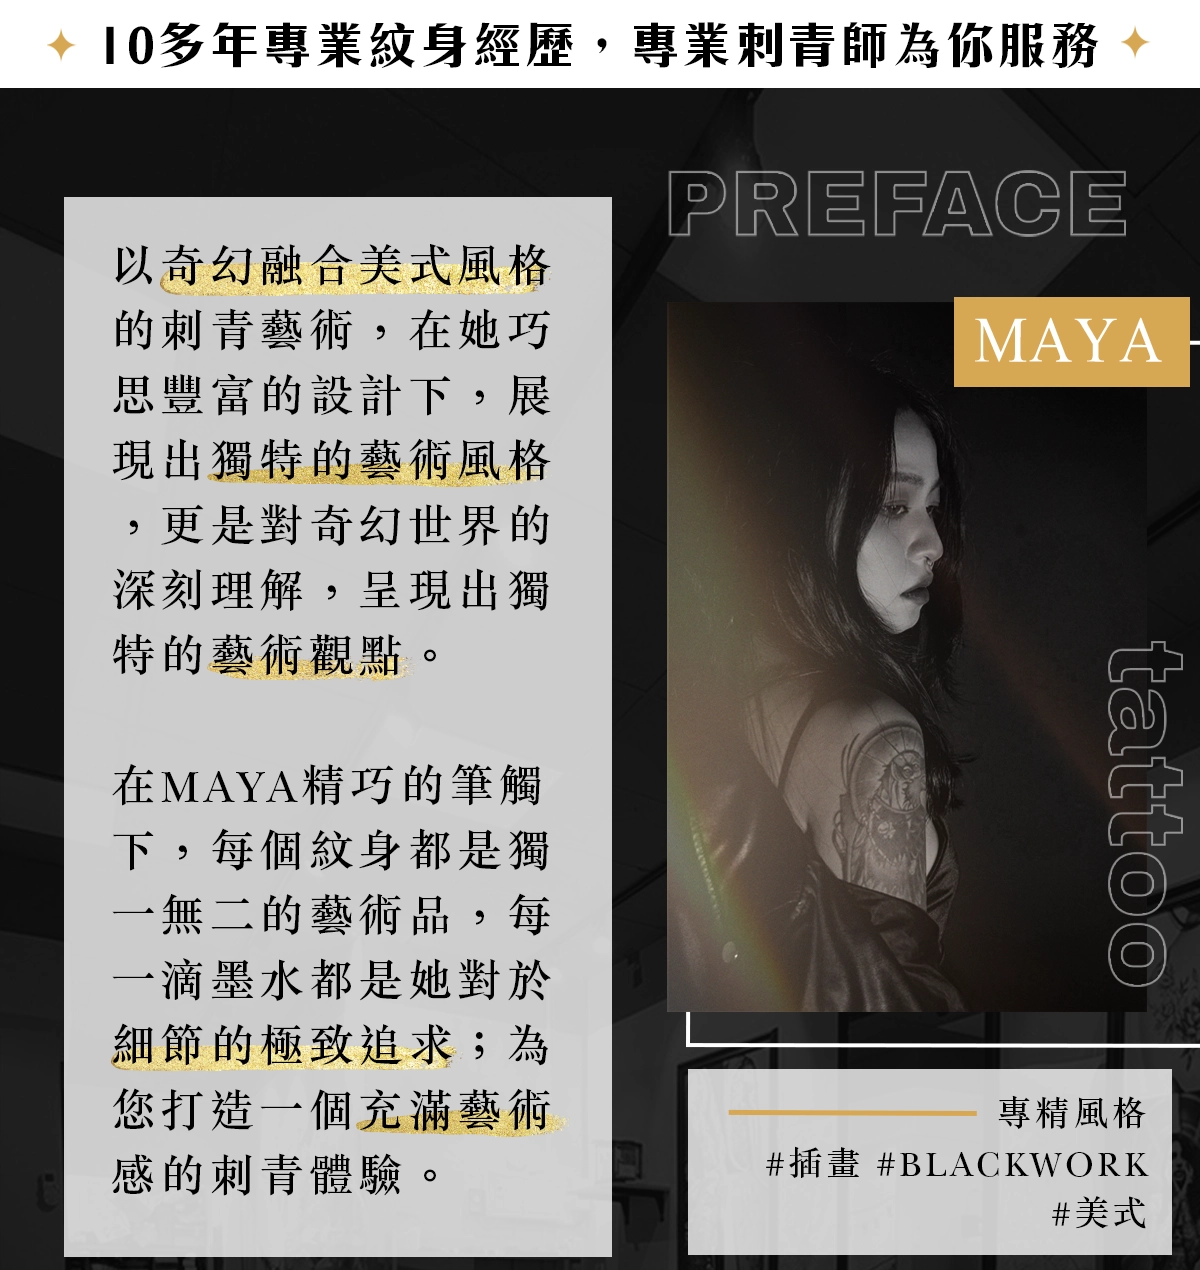 10多年專業紋身經歷，專業刺青師為你服務
PREFACE
MAYA
以奇幻融合美式風格
的刺青藝術，在她巧
思豐富的設計下，展
現出獨特的藝術風格
，更是對奇幻世界的
深刻理解，呈現出獨
特的藝術觀點。
在MAYA精巧的筆觸
下，每個紋身都是獨
一無二的藝術品，每
一滴墨水都是她對於
細節的極致追求；為
您打造一個充滿藝術
感的刺青體驗。
tattoo
專精風格
#插畫 #BLACKWORK
#美式